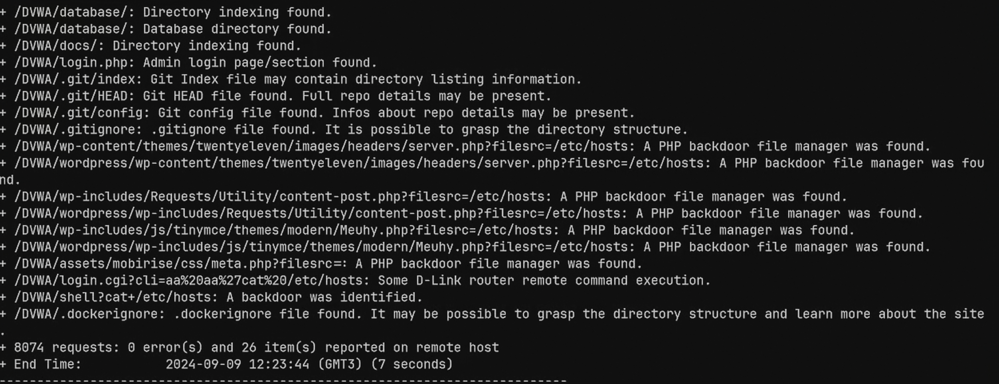 + /DVWA/database/: Directory indexing found.
+ /DVWA/database/: Database directory found.
+ /DVWA/docs/: Directory indexing found.
+ /DVWA/login.php: Admin login page/section found.
+ /DVWA/.git/index: Git Index file may contain directory listing information.
+ /DVWA/.git/HEAD: Git HEAD file found. Full repo details may be present.
+ /DVWA/.git/config: Git config file found. Infos about repo details may be present.
+ /DVWA/.gitignore: .gitignore file found. It is possible to grasp the directory structure.
+ /DVWA/wp-content/themes/twentyeleven/images/headers/server.php?filesrc=/etc/hosts: A PHP backdoor file manager was found.
+ /DVWA/wordpress/wp-content/themes/twentyeleven/images/headers/server.php?filesrc=/etc/hosts: A PHP backdoor file manager was fou
nd.
+ /DVWA/wp-includes/Requests/Utility/content-post.php?filesrc=/etc/hosts: A PHP backdoor file manager was found.
+ /DVWA/wordpress/wp-includes/Requests/Utility/content-post.php?filesrc=/etc/hosts: A PHP backdoor file manager was found.
+ /DVWA/wp-includes/js/tinymce/themes/modern/Meuhy.php?filesrc=/etc/hosts: A PHP backdoor file manager was found.
+ /DVWA/wordpress/wp-includes/js/tinymce/themes/modern/Meuhy.php?filesrc=/etc/hosts: A PHP backdoor file manager was found.
+ /DVWA/assets/mobirise/css/meta.php?filesrc=: A PHP backdoor file manager was found.
+ /DVWA/login.cgi?cli=aa%20aa%27cat%20/etc/hosts: Some D-Link router remote command execution.
+ /DVWA/shell?cat+/etc/hosts: A backdoor was identified.
+ /DVWA/.dockerignore: .dockerignore file found. It may be possible to grasp the directory structure and learn more about the site
.
+ 8074 requests: 0 error(s) and 26 item(s) reported on remote host
+ End Time:           2024-09-09 12:23:44 (GMT3) (7 seconds)
---------------------------------------------------------------------------